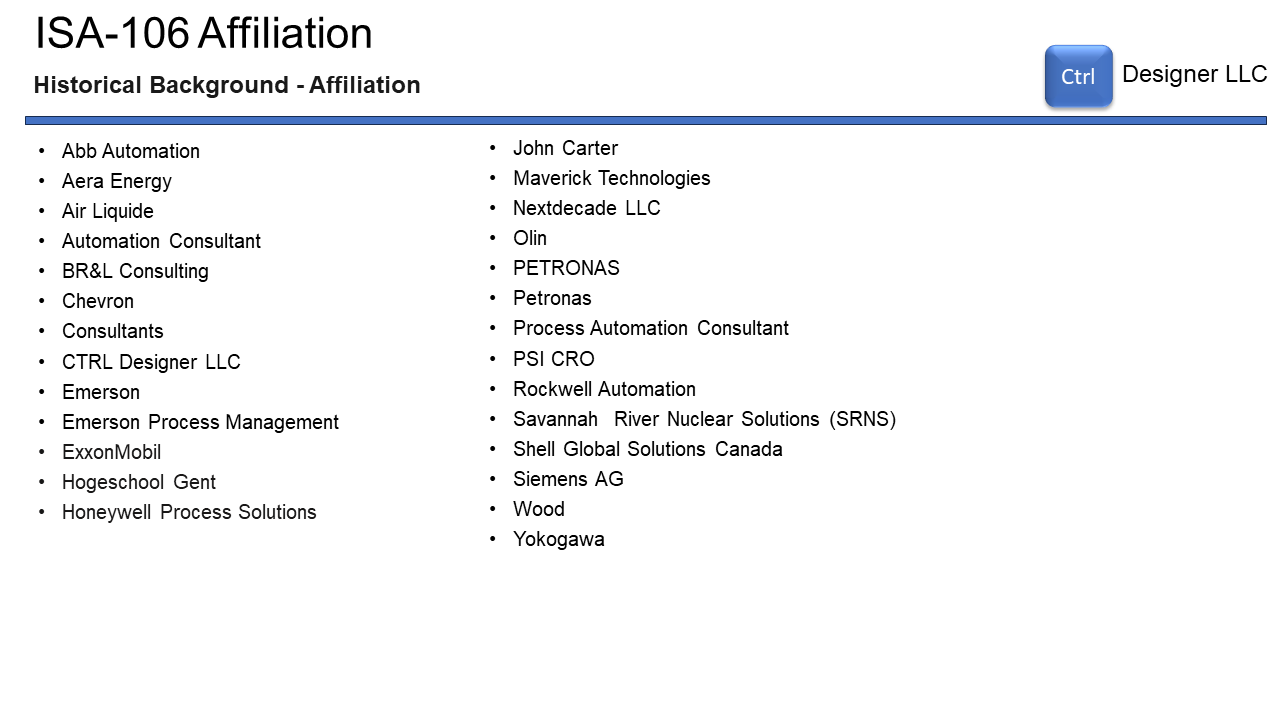 ISA-106 Affiliation
Historical Background - Affiliation
Ctrl Designer LLC
• Abb Automation
• Aera Energy
• Air Liquide
• Automation Consultant
• BR&L Consulting
• Chevron
• Consultants
• CTRL Designer LLC
• Emerson
• Emerson Process Management
• ExxonMobil
• Hogeschool Gent
• Honeywell Process Solutions
• John Carter
• Maverick Technologies
• Nextdecade LLC
• Olin
• PETRONAS
• Petronas
• Process Automation Consultant
• PSI CRO
• Rockwell Automation
• Savannah  River Nuclear Solutions (SRNS)
• Shell Global Solutions Canada
• Siemens AG
• Wood
• Yokogawa